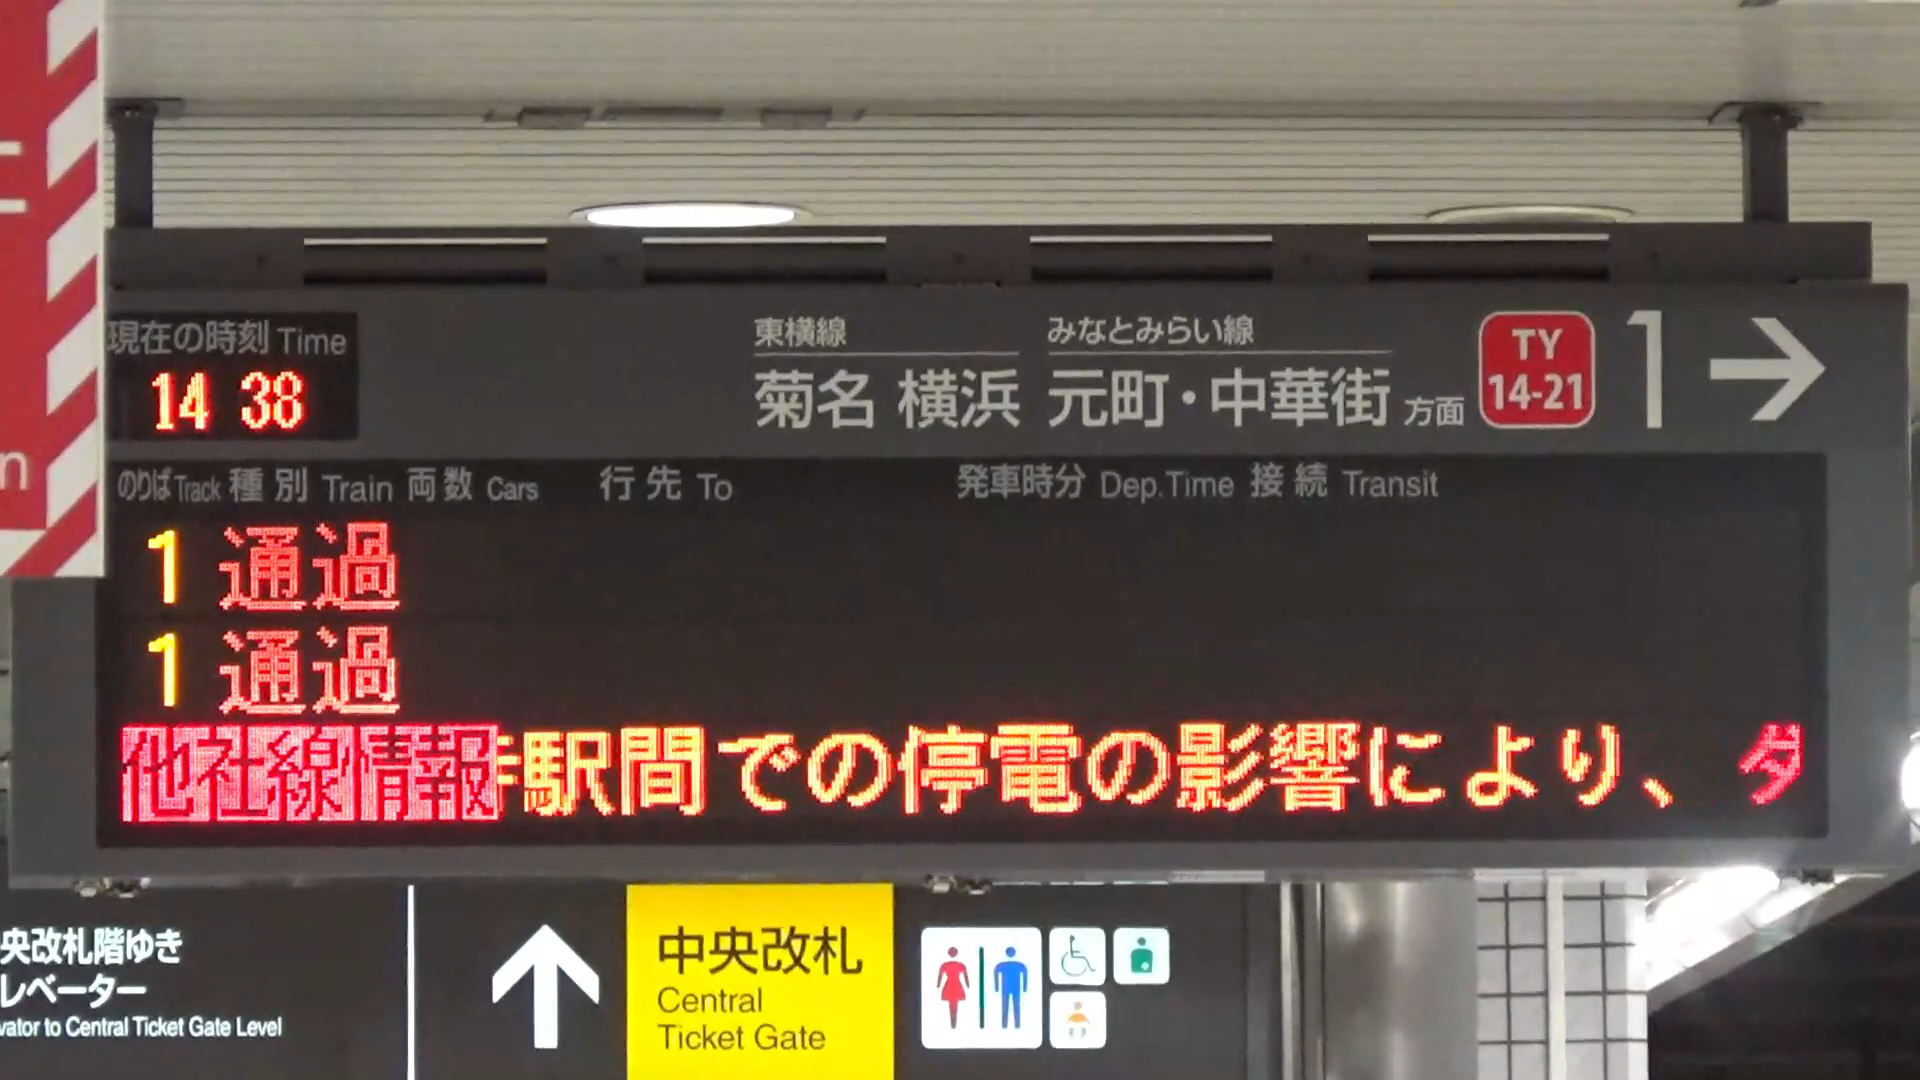 現在の時刻 Time
14 38
東横線
菊名 横浜
みなとみらい線
元町・中華街 方面
TY
14-21
1
のりば Track 種別 Train 両数 Cars 行先 To 発車時分 Dep.Time 接続 Transit
1 通過
1 通過
他社線情報 駅間での停電の影響により、 ダ
央改札階ゆき
レベーター
vator to Central Ticket Gate Level
中央改札
Central
Ticket Gate
n